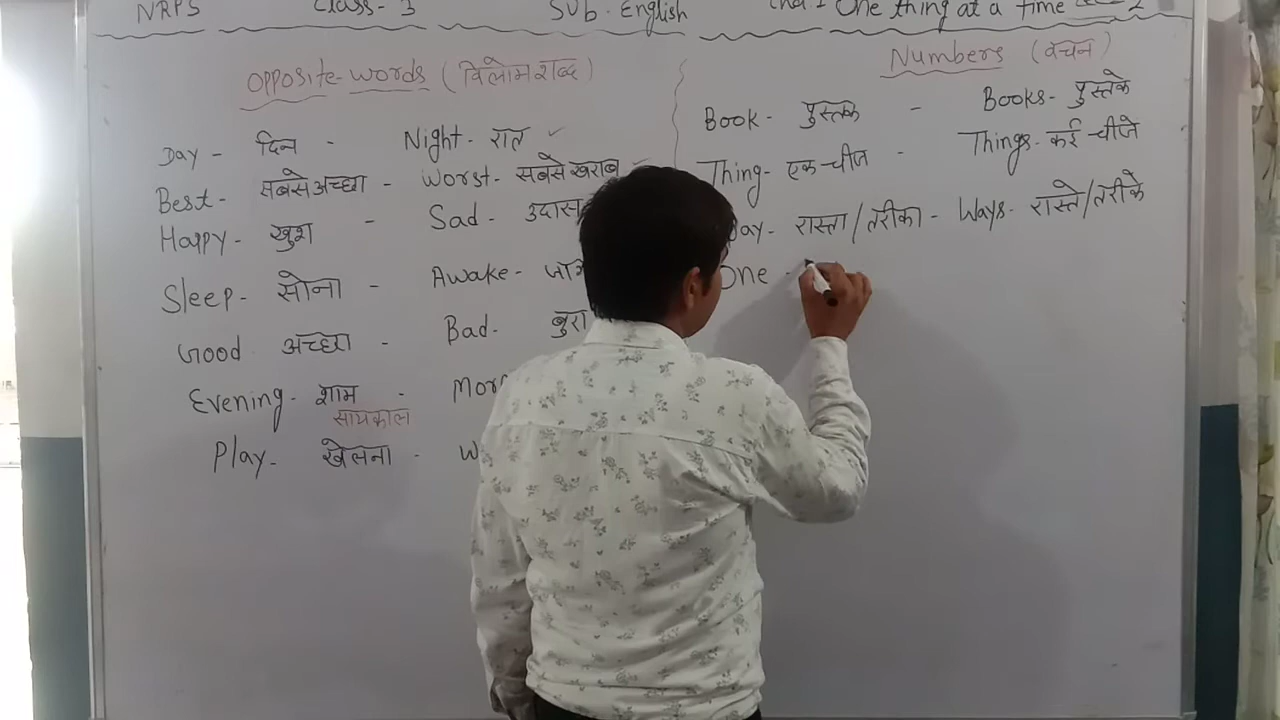 NRPS Class- 3 Sub- English One thing at a time
Opposite-words (विलोम शब्द)
Day - दिन - Night - रात ✓
Best - सबसे अच्छा - Worst - सबसे खराब
Happy - खुश - Sad - उदास
Sleep - सोना - Awake -
Good अच्छा - Bad - बुरा
Evening - शाम -
सायकाल
Play - खेलना -
Numbers (वचन)
Book - पुस्तक - Books - पुस्तके
Thing - एक चीज - Things - कई चीजे
रास्ता/तरीका - Ways - रास्ते/तरीके
One -